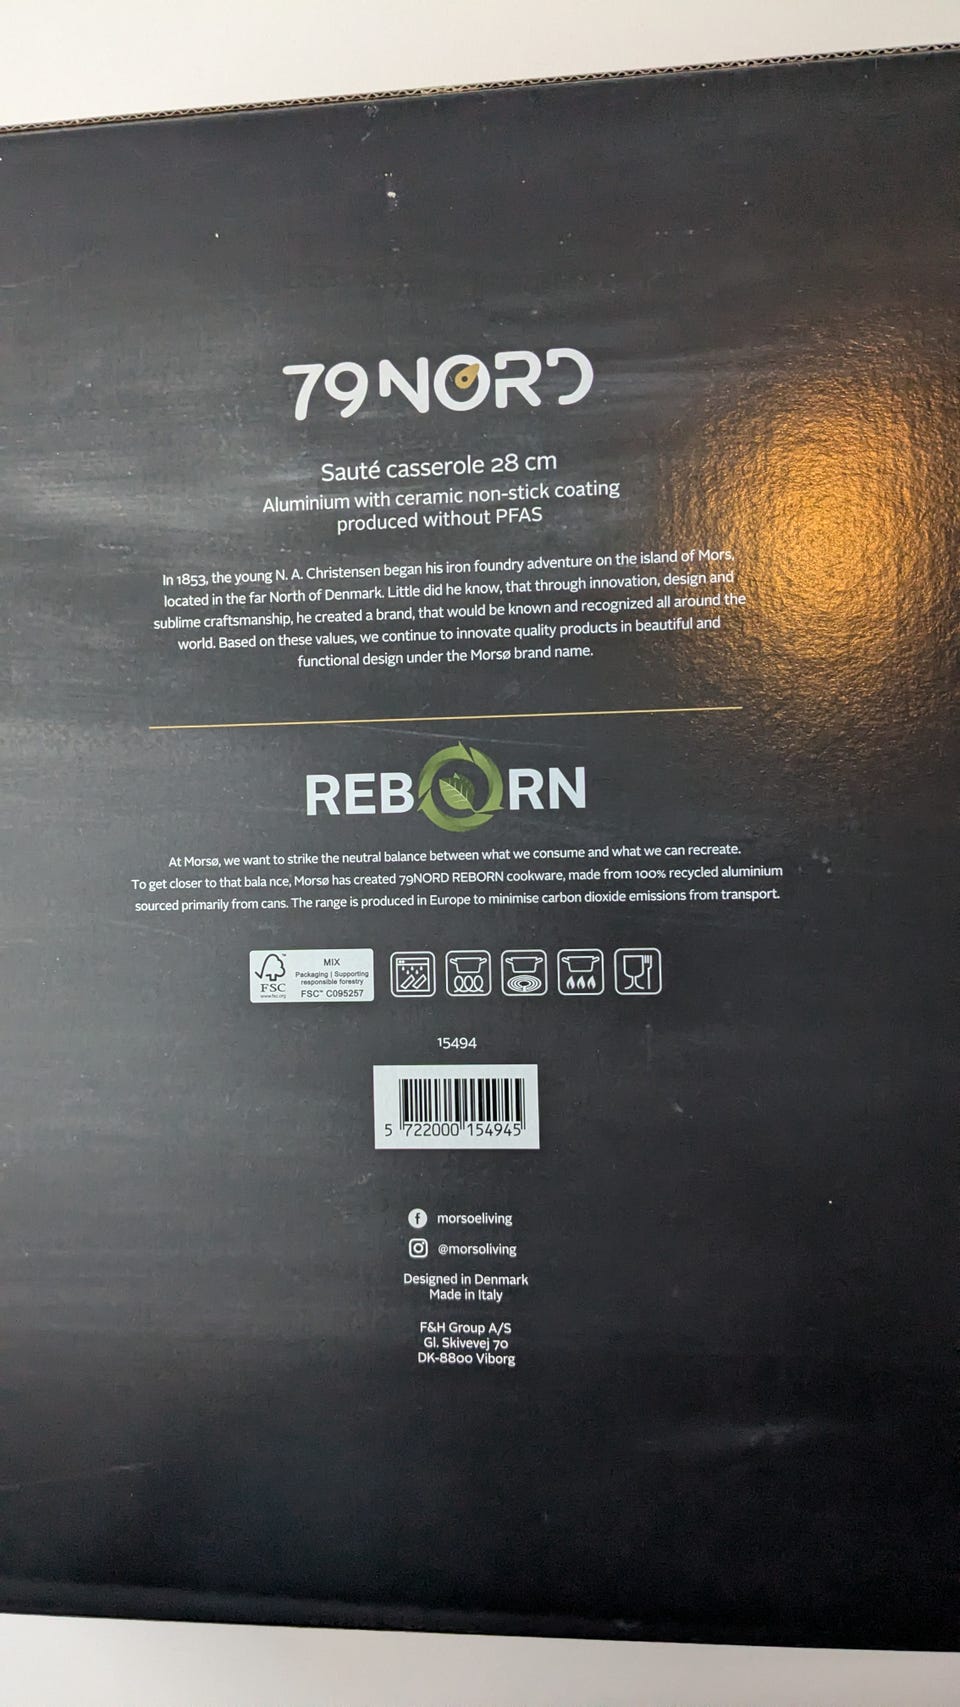 79NORD
Sauté casserole 28 cm
Aluminium with ceramic non-stick coating
produced without PFAS
In 1853, the young N. A. Christensen began his iron foundry adventure on the island of Mors,
located in the far North of Denmark. Little did he know, that through innovation, design and
sublime craftsmanship, he created a brand, that would be known and recognized all around the
world. Based on these values, we continue to innovate quality products in beautiful and
functional design under the Morsø brand name.
REBORN
At Morsø, we want to strike the neutral balance between what we consume and what we can recreate.
To get closer to that bala nce, Morsø has created 79NORD REBORN cookware, made from 100% recycled aluminium
sourced primarily from cans. The range is produced in Europe to minimise carbon dioxide emissions from transport.
FSC
www.fsc.org
MIX
Packaging | Supporting
responsible forestry
FSC™ C095257
15494
5 722000 154945
morsoeliving
@morsoliving
Designed in Denmark
Made in Italy
F&H Group A/S
Gl. Skivevej 70
DK-8800 Viborg